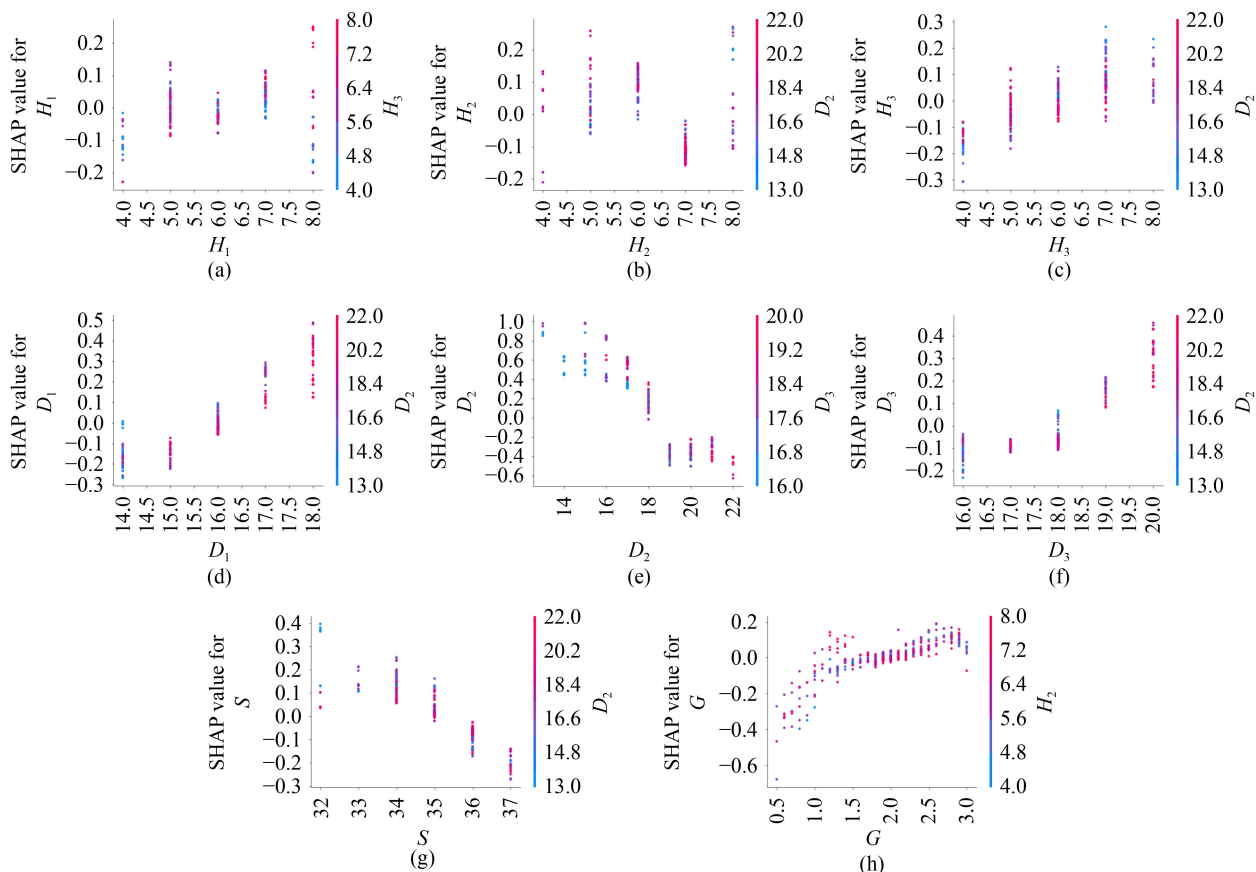 SHAP value for
H₁
0.2
0.1
0.0
−0.1
−0.2
4.0 4.5 5.0 5.5 6.0 6.5 7.0 7.5 8.0
H₁
(a)
8.0
7.2
6.4
5.6
4.8
4.0
H₃
SHAP value for
H₂
0.2
0.1
0.0
0.1
0.2
4.0 4.5 5.0 5.5 6.0 6.5 7.0 7.5 8.0
H₂
(b)
22.0
20.2
18.4
16.6
14.8
13.0
D₂
SHAP value for
H₃
0.3
0.2
0.1
0.0
−0.1
−0.2
0.3
4.0 4.5 5.0 5.5 6.0 6.5 7.0 7.5 8.0
H₃
(c)
22.0
20.2
18.4
16.6
14.8
13.0
D₂
SHAP value for
D₁
0.5
0.4
0.3
0.2
0.1
0.0
−0.1
−0.2
0.3
14.0 14.5 15.0 15.5 16.0 16.5 17.0 17.5 18.0
D₁
(d)
22.0
20.2
18.4
16.6
14.8
13.0
D₂
SHAP value for
D₂
1.0
0.8
0.6
0.4
0.2
0.0
−0.2
−0.4
0.6
14 16 18 20 22
D₂
(e)
20.0
19.2
18.4
17.6
16.8
16.0
D₃
SHAP value for
D₃
0.4
0.3
0.2
0.1
0.0
−0.1
0.2
16.0 16.5 17.0 17.5 18.0 18.5 19.0 19.5 20.0
D₃
(f)
22.0
20.2
18.4
16.6
14.8
13.0
D₂
SHAP value for
S
0.4
0.3
0.2
0.1
0.0
−0.1
0.2
−0.3
32 33 34 35 36 37
S
(g)
22.0
20.2
18.4
16.6
14.8
13.0
D₂
SHAP value for
G
0.2
0.0
−0.2
−0.4
−0.6
0.5 1.0 1.5 2.0 2.5 3.0
G
(h)
8.0
7.2
6.4
5.6
4.8
4.0
H₂